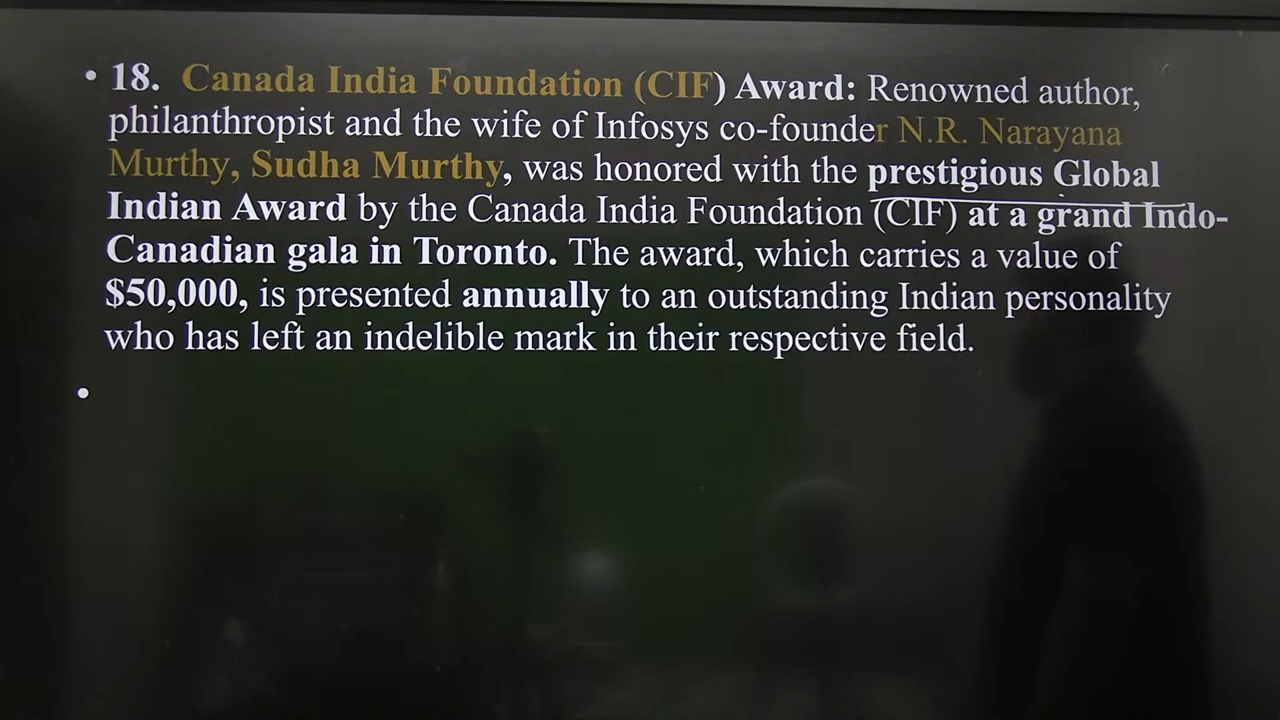 • 18. Canada India Foundation (CIF) Award: Renowned author,
philanthropist and the wife of Infosys co-founder N.R. Narayana
Murthy, Sudha Murthy, was honored with the prestigious Global
Indian Award by the Canada India Foundation (CIF) at a grand Indo-
Canadian gala in Toronto. The award, which carries a value of
$50,000, is presented annually to an outstanding Indian personality
who has left an indelible mark in their respective field.
•